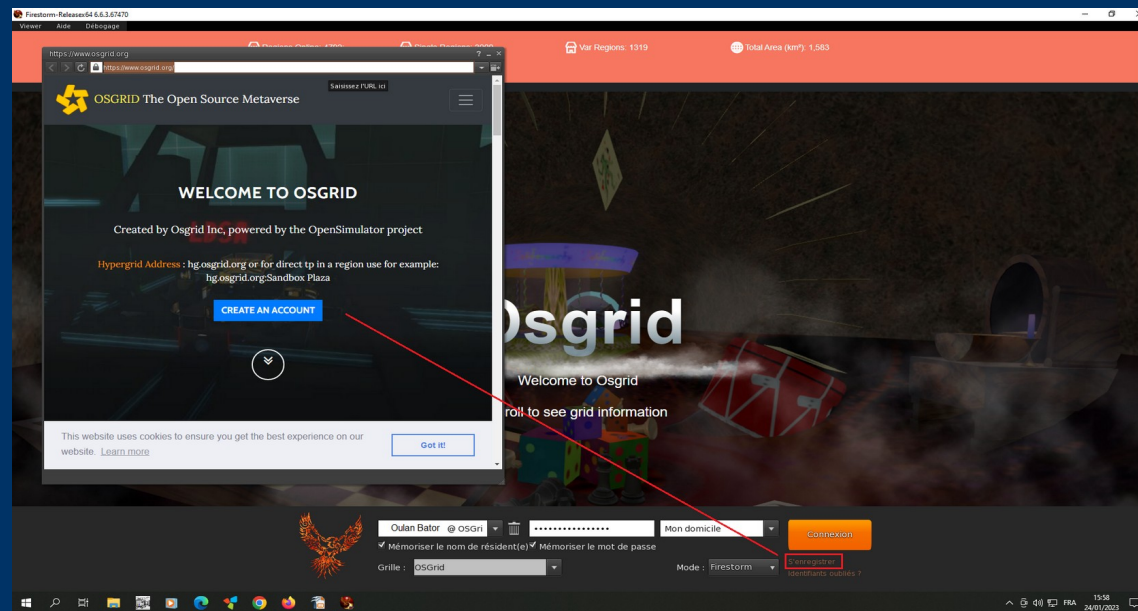 Firestorm-Releasex64 6.6.3.67470
Viewer Aide Débogage
Var Regions: 1319
Total Area (km²): 1,583
https://www.osgrid.org
https://www.osgrid.org/
Saisissez l'URL ici
OSGRID The Open Source Metaverse
WELCOME TO OSGRID
Created by Osgrid Inc, powered by the OpenSimulator project
Hypergrid Address : hg.osgrid.org or for direct tp in a region use for example:
hg.osgrid.org:Sandbox Plaza
CREATE AN ACCOUNT
This website uses cookies to ensure you get the best experience on our
website. Learn more
Got it!
Osgrid
Welcome to Osgrid
roll to see grid information
Oulan Bator @ OSGri
Mon domicile
Connexion
Mémoriser le nom de résident(e) Mémoriser le mot de passe
S'enregistrer
Grille : OSGrid
Mode : Firestorm
Identifiants oubliés ?
FRA
15:58
24/01/2023